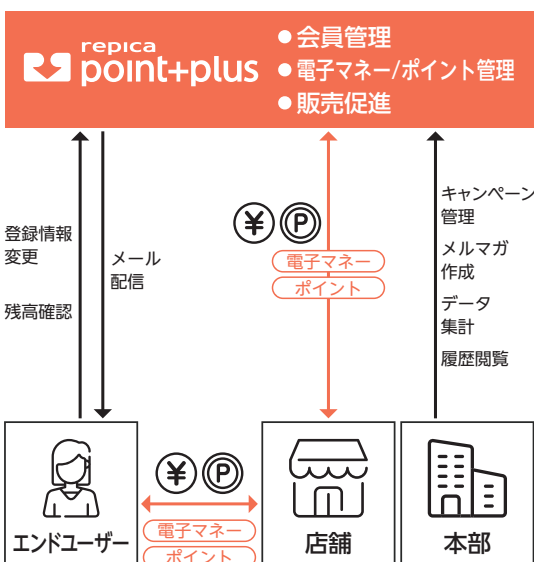 repica
point+plus
●会員管理
●電子マネー/ポイント管理
●販売促進
登録情報
変更
残高確認
メール
配信
¥ P
電子マネー
ポイント
キャンペーン
管理
メルマガ
作成
データ
集計
履歴閲覧
¥ P
電子マネー
ポイント
エンドユーザー
店舗
本部